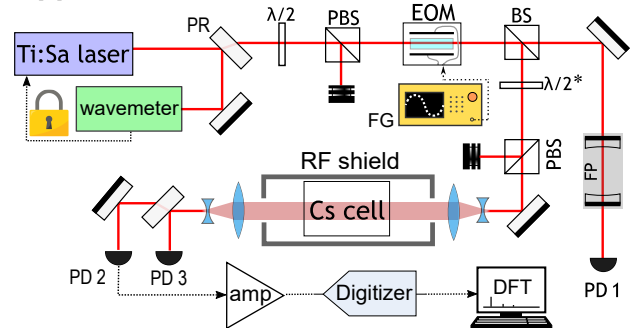 PR
λ/2
PBS
EOM
BS
Ti:Sa laser
wavemeter
FG
λ/2*
PBS
FP
RF shield
Cs cell
PD 2
PD 3
amp
Digitizer
DFT
PD 1